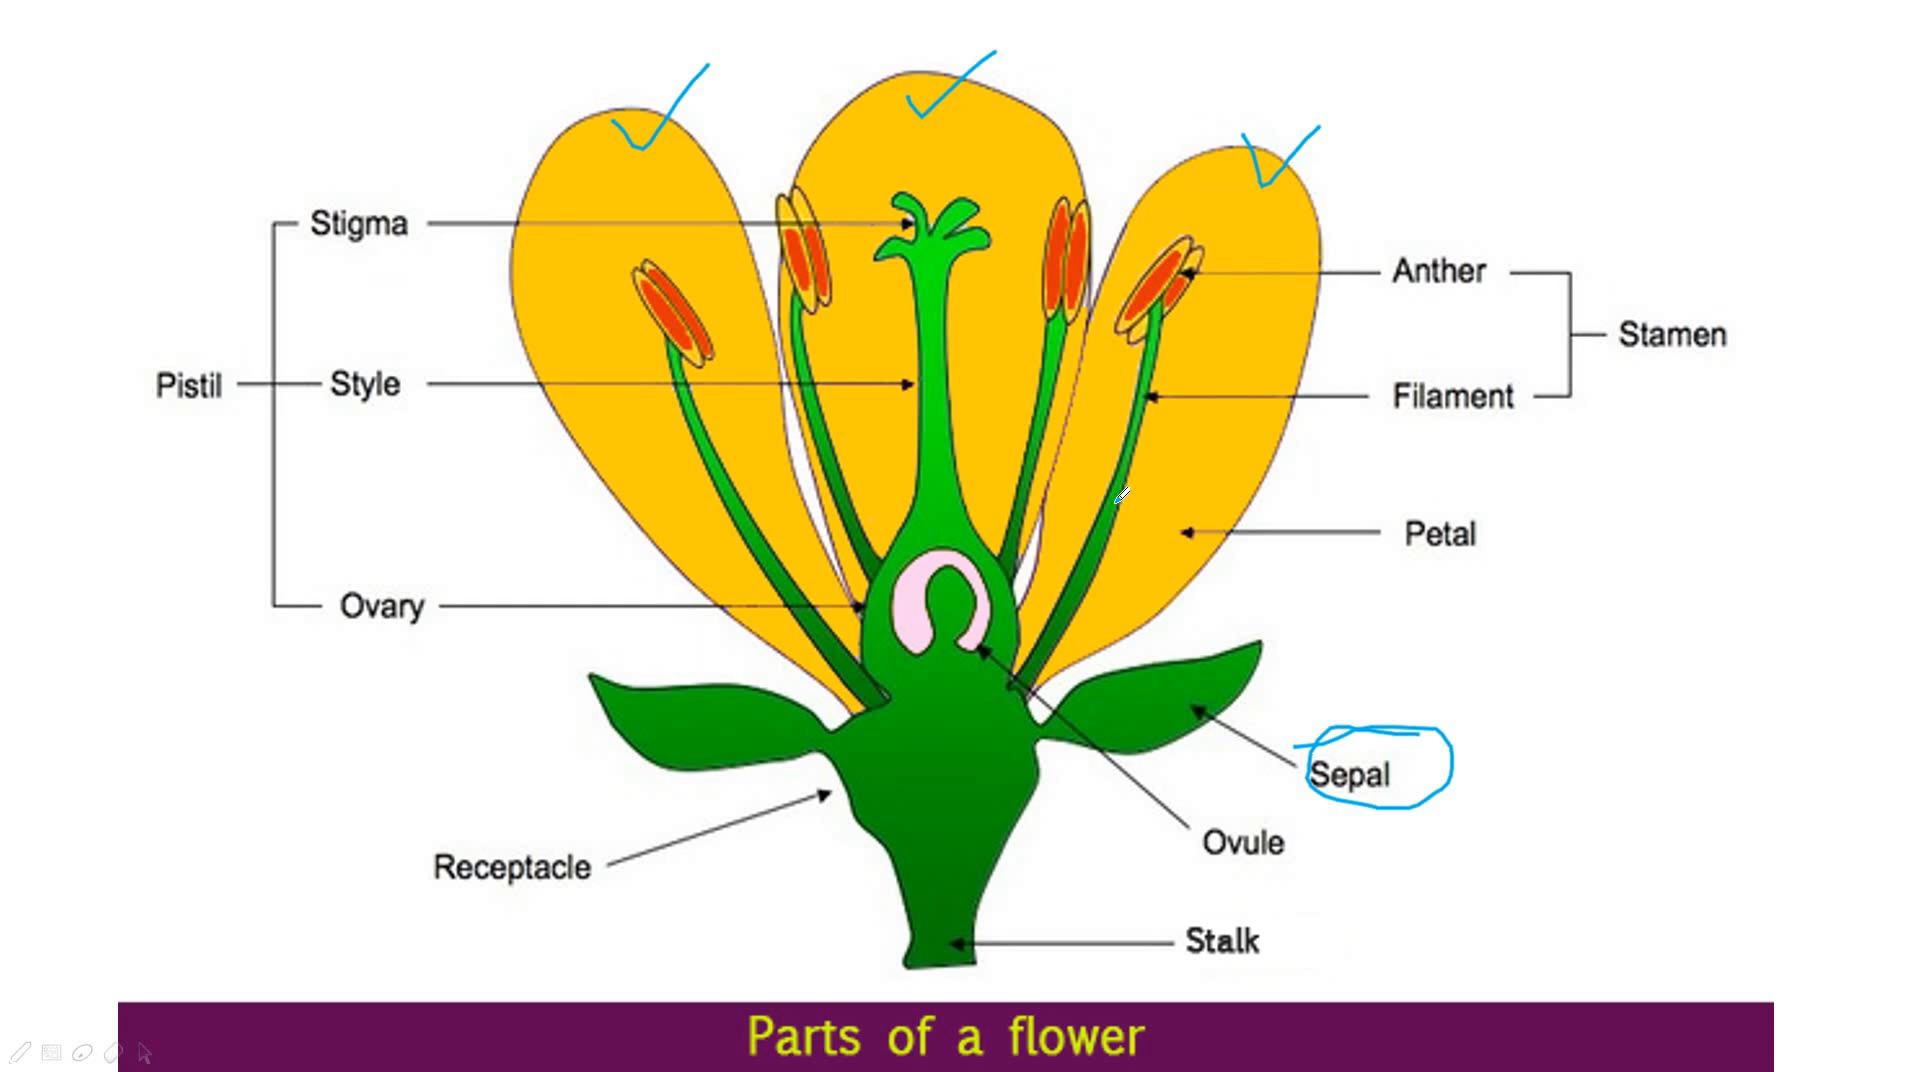 Stigma
Anther
Stamen
Pistil
Style
Filament
Petal
Ovary
Sepal
Ovule
Receptacle
Stalk
Parts of a flower